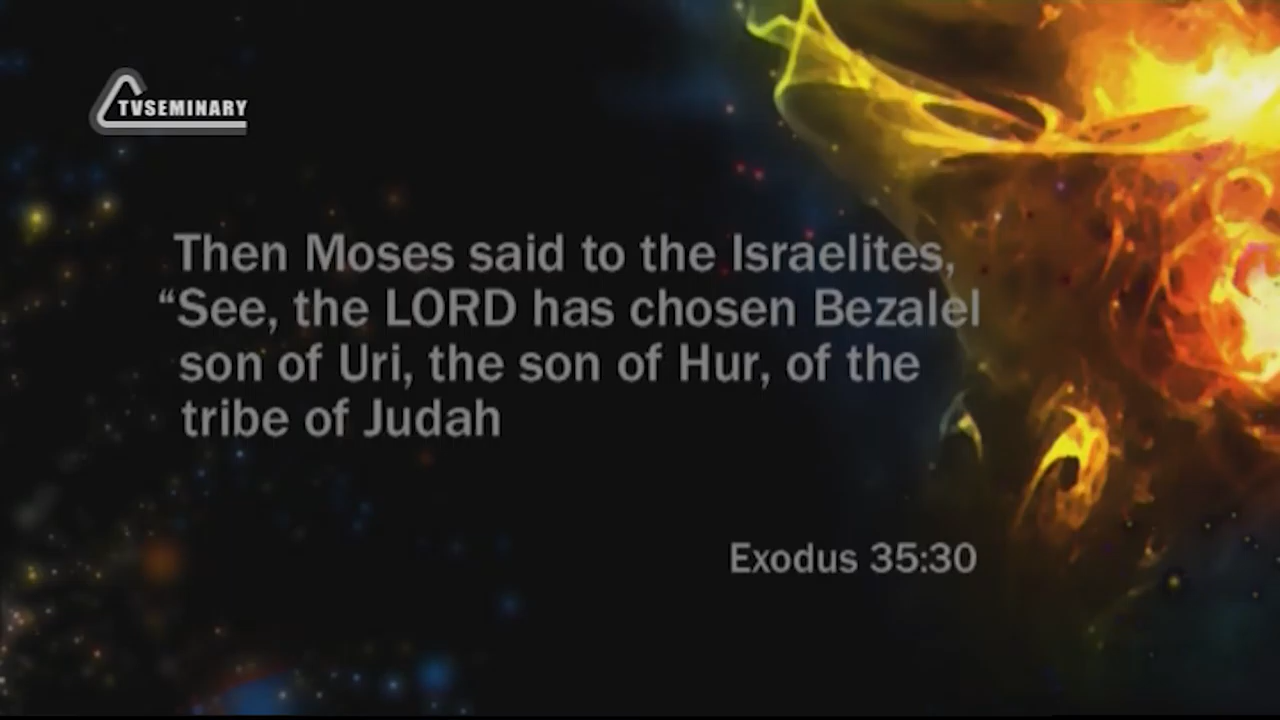 TVSEMINARY
Then Moses said to the Israelites,
“See, the LORD has chosen Bezalel
son of Uri, the son of Hur, of the
tribe of Judah
Exodus 35:30